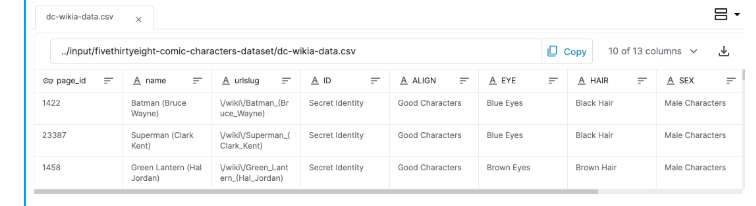 dc-wikia-data.csv
../input/fivethirtyeight-comic-characters-dataset/dc-wikia-data.csv Copy 10 of 13 columns
page_id A name A urlslug A ID A ALIGN A EYE A HAIR A SEX
1422 Batman (Bruce \/wiki\/Batman_(Br Secret Identity Good Characters Blue Eyes Black Hair Male Characters
Wayne) uce_Wayne)
23387 Superman (Clark \/wiki\/Superman_( Secret Identity Good Characters Blue Eyes Black Hair Male Characters
Kent) Clark_Kent)
1458 Green Lantern (Hal \/wiki\/Green_Lant Secret Identity Good Characters Brown Eyes Brown Hair Male Characters
Jordan) ern_(Hal_Jordan)